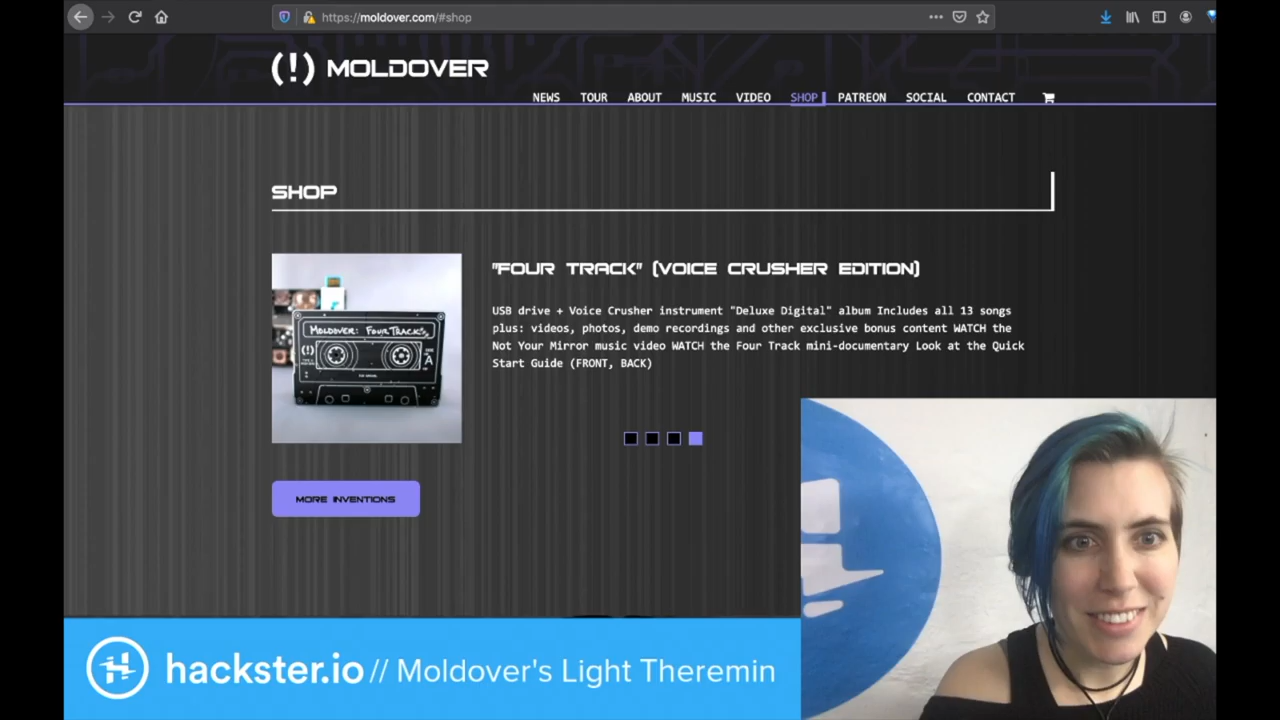 https://moldover.com/#shop
(!) MOLDOVER
NEWS TOUR ABOUT MUSIC VIDEO SHOP PATREON SOCIAL CONTACT
SHOP
"FOUR TRACK" (VOICE CRUSHER EDITION)
USB drive + Voice Crusher instrument "Deluxe Digital" album Includes all 13 songs
plus: videos, photos, demo recordings and other exclusive bonus content WATCH the
Not Your Mirror music video WATCH the Four Track mini-documentary Look at the Quick
Start Guide (FRONT, BACK)
MOLDOVER: FOUR TRACK
(!)
A
MORE INVENTIONS
hackster.io // Moldover's Light Theremin